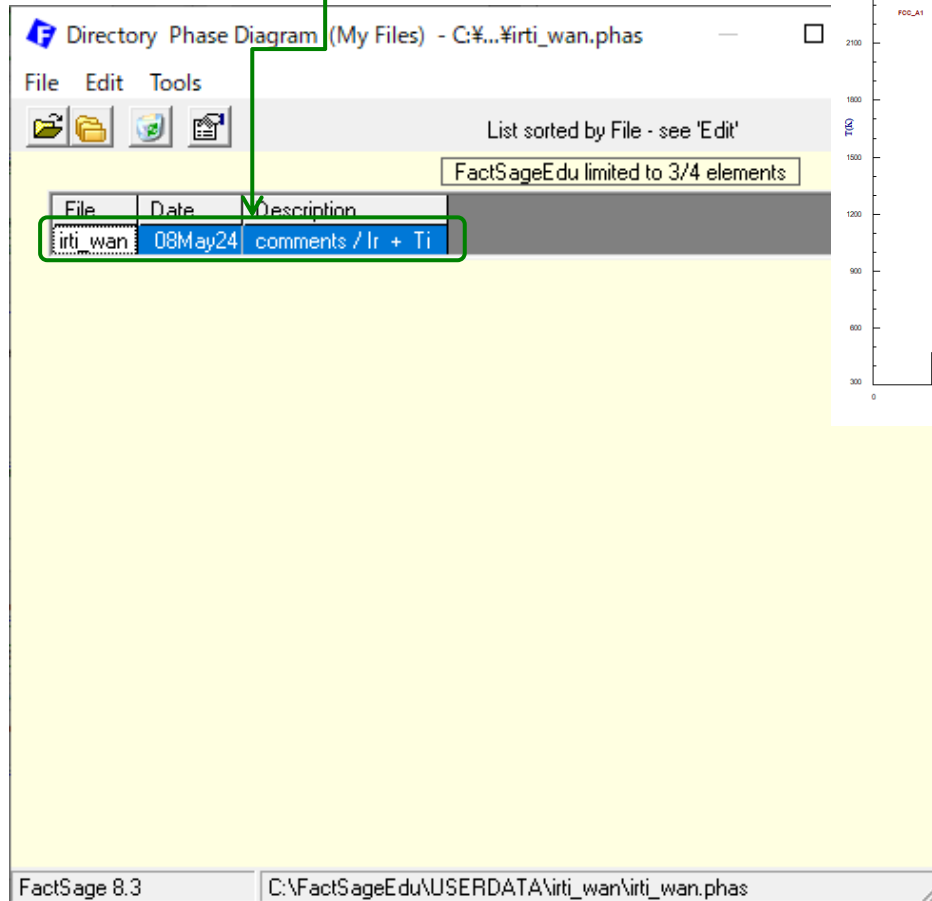 Directory Phase Diagram (My Files) - C:¥...¥irti_wan.phas
File Edit Tools
List sorted by File - see 'Edit'
FactSageEdu limited to 3/4 elements
File Date Description
irti_wan 08May24 comments / Ir + Ti
FactSage 8.3 C:\FactSageEdu\USERDATA\irti_wan\irti_wan.phas
FCC_A1
2100
1800
T(K)
1500
1200
900
600
300
0